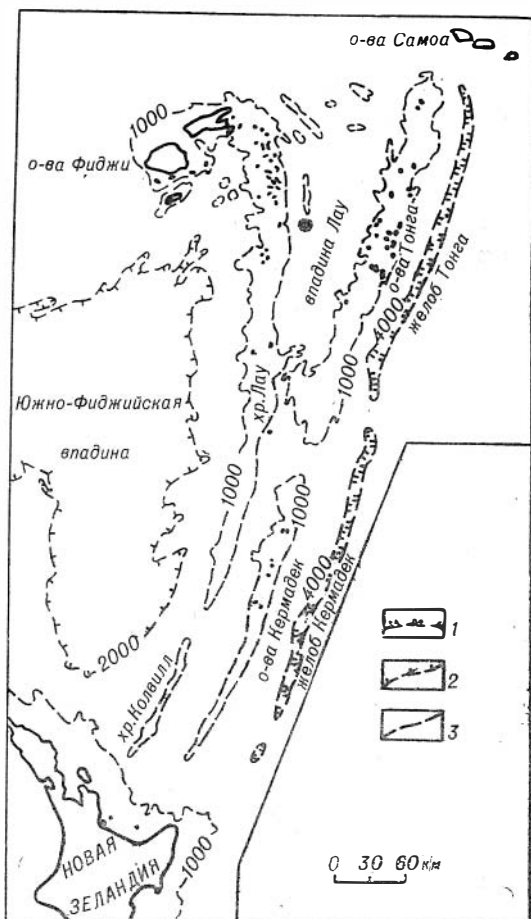 о-ва Самоа
1000
о-ва Фиджи
впадина Лау
о-ва Тонга
4000
желоб Тонга
1000
Южно-Фиджийская
впадина
хр. Лау
1000
1000
4000
о-ва Кермадек
желоб Кермадек
2000
хр. Колвилл
1
2
3
НОВАЯ
ЗЕЛАНДИЯ
1000
0 30 60 км